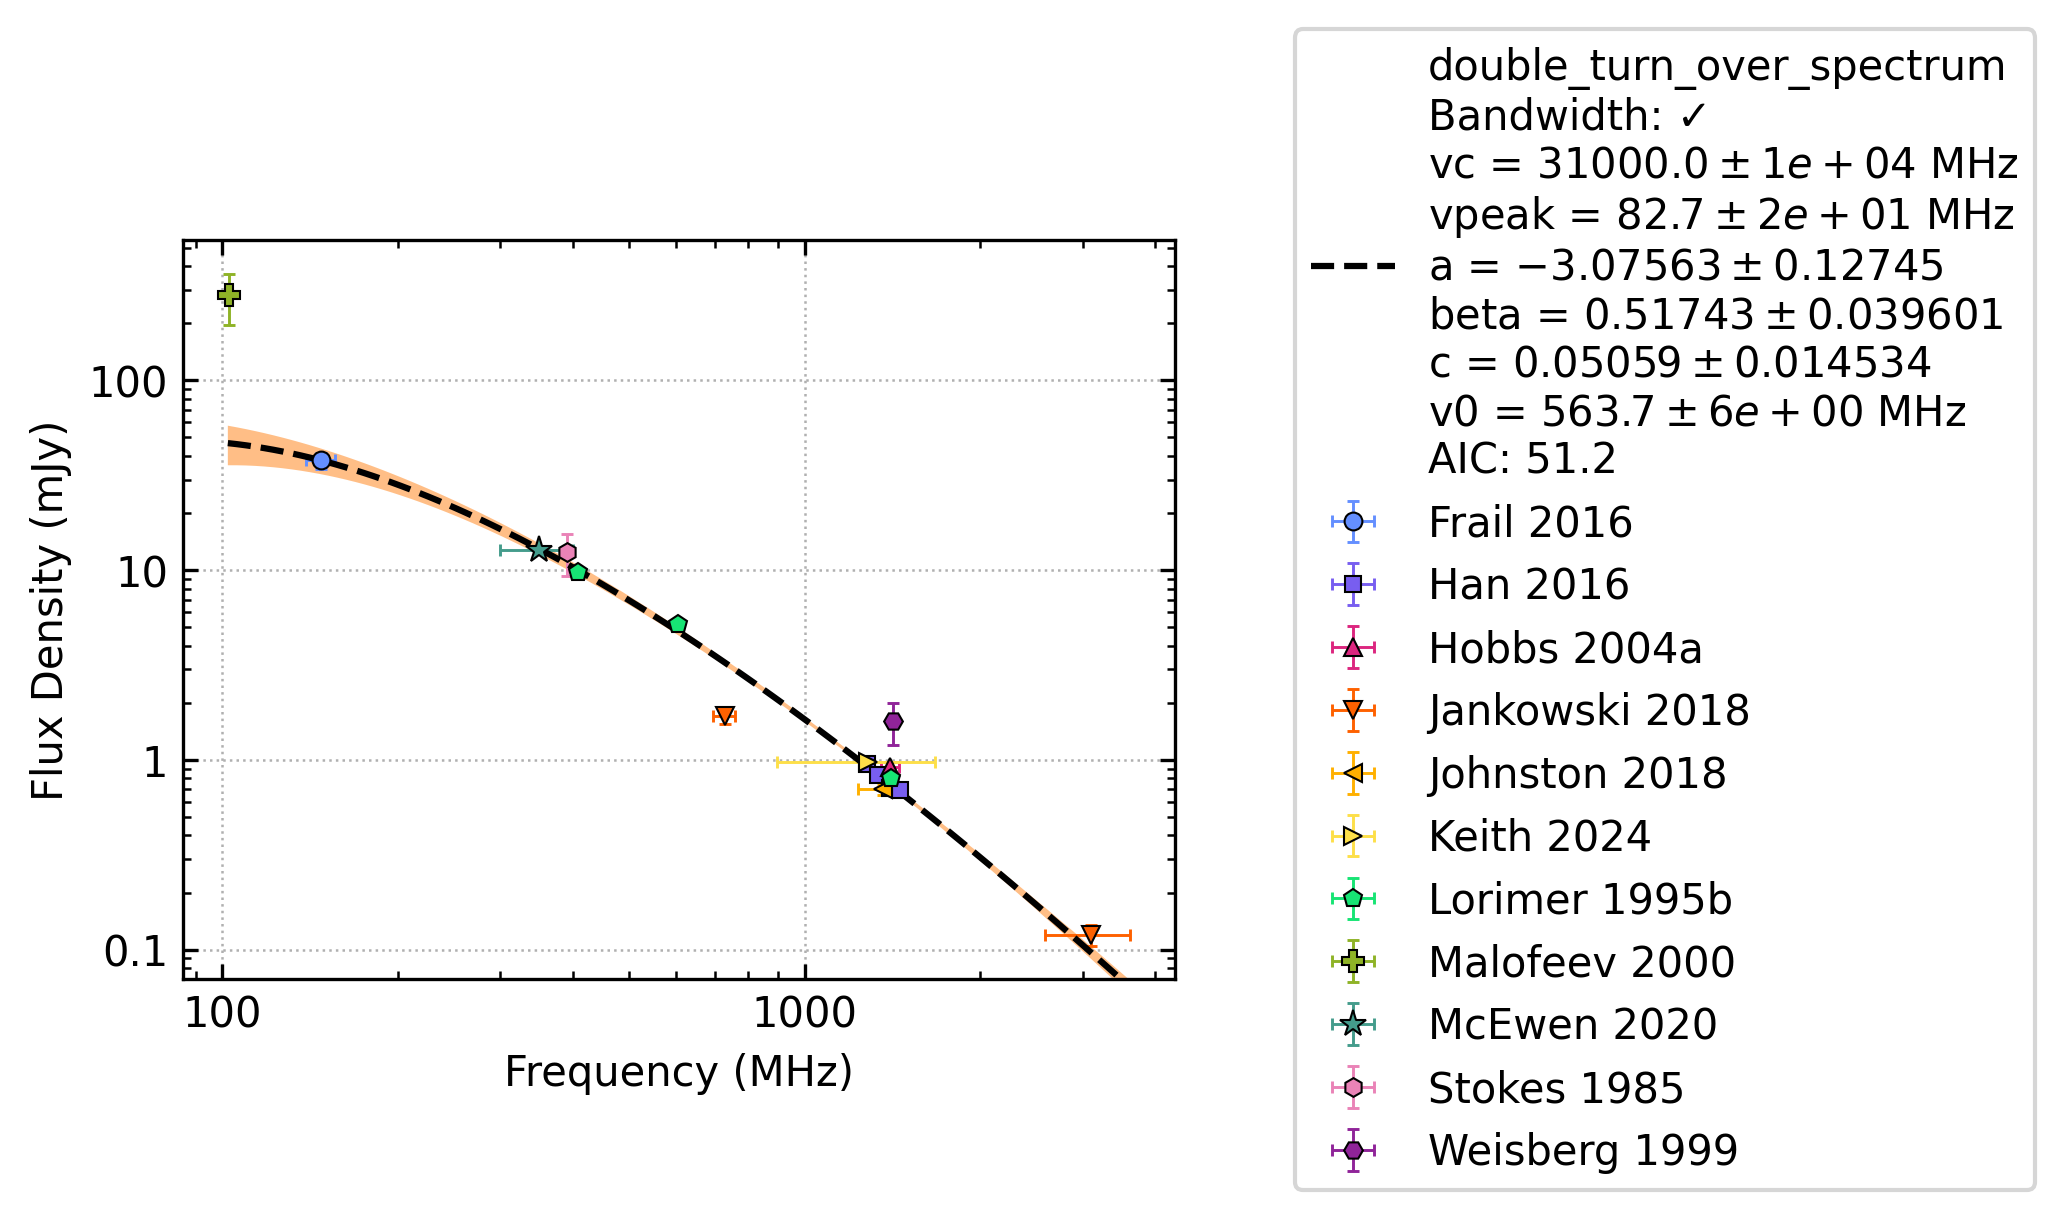 Flux Density (mJy)
100
10
1
0.1
100
1000
Frequency (MHz)
double_turn_over_spectrum
Bandwidth: ✓
vc = 31000.0 ± 1e + 04 MHz
vpeak = 82.7 ± 2e + 01 MHz
a = −3.07563 ± 0.12745
beta = 0.51743 ± 0.039601
c = 0.05059 ± 0.014534
v0 = 563.7 ± 6e + 00 MHz
AIC: 51.2
Frail 2016
Han 2016
Hobbs 2004a
Jankowski 2018
Johnston 2018
Keith 2024
Lorimer 1995b
Malofeev 2000
McEwen 2020
Stokes 1985
Weisberg 1999